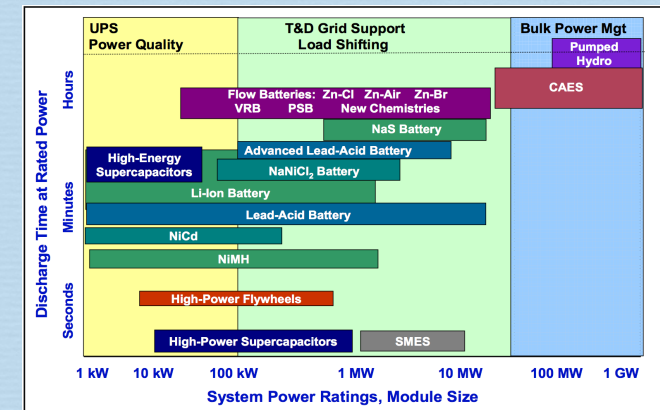 UPS
Power Quality
T&D Grid Support
Load Shifting
Bulk Power Mgt
Pumped
Hydro
CAES
Flow Batteries: Zn-Cl Zn-Air Zn-Br
VRB PSB New Chemistries
NaS Battery
Advanced Lead-Acid Battery
High-Energy
Supercapacitors
NaNiCl₂ Battery
Li-Ion Battery
Lead-Acid Battery
NiCd
NiMH
High-Power Flywheels
High-Power Supercapacitors
SMES
Discharge Time at Rated Power
Hours
Minutes
Seconds
1 kW 10 kW 100 kW 1 MW 10 MW 100 MW 1 GW
System Power Ratings, Module Size